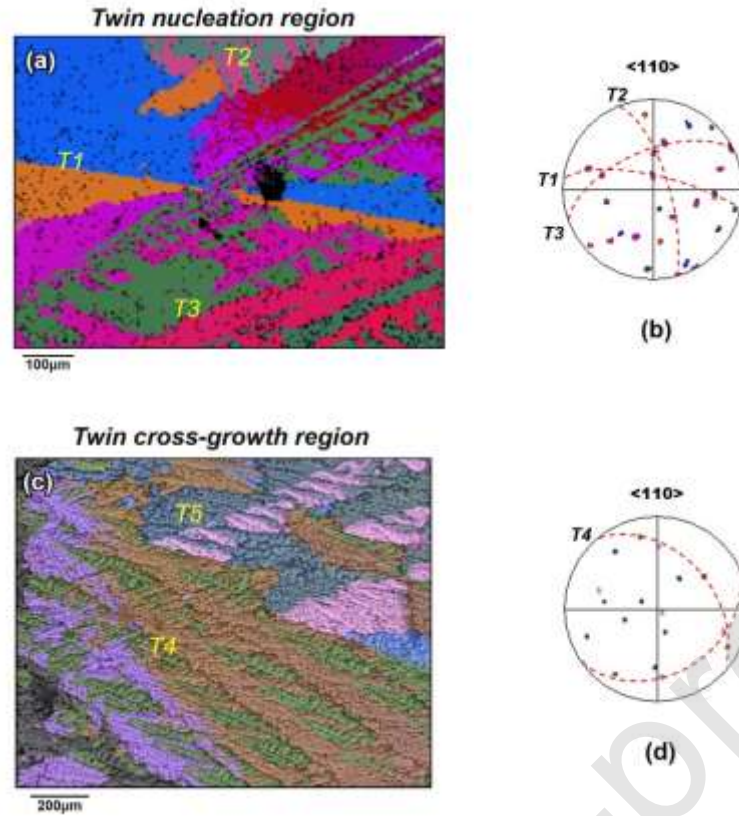 Twin nucleation region
(a)
T2
T1
T3
100µm
<110>
T2
T1
T3
(b)
Twin cross-growth region
(c)
T5
T4
200µm
<110>
T4
(d)